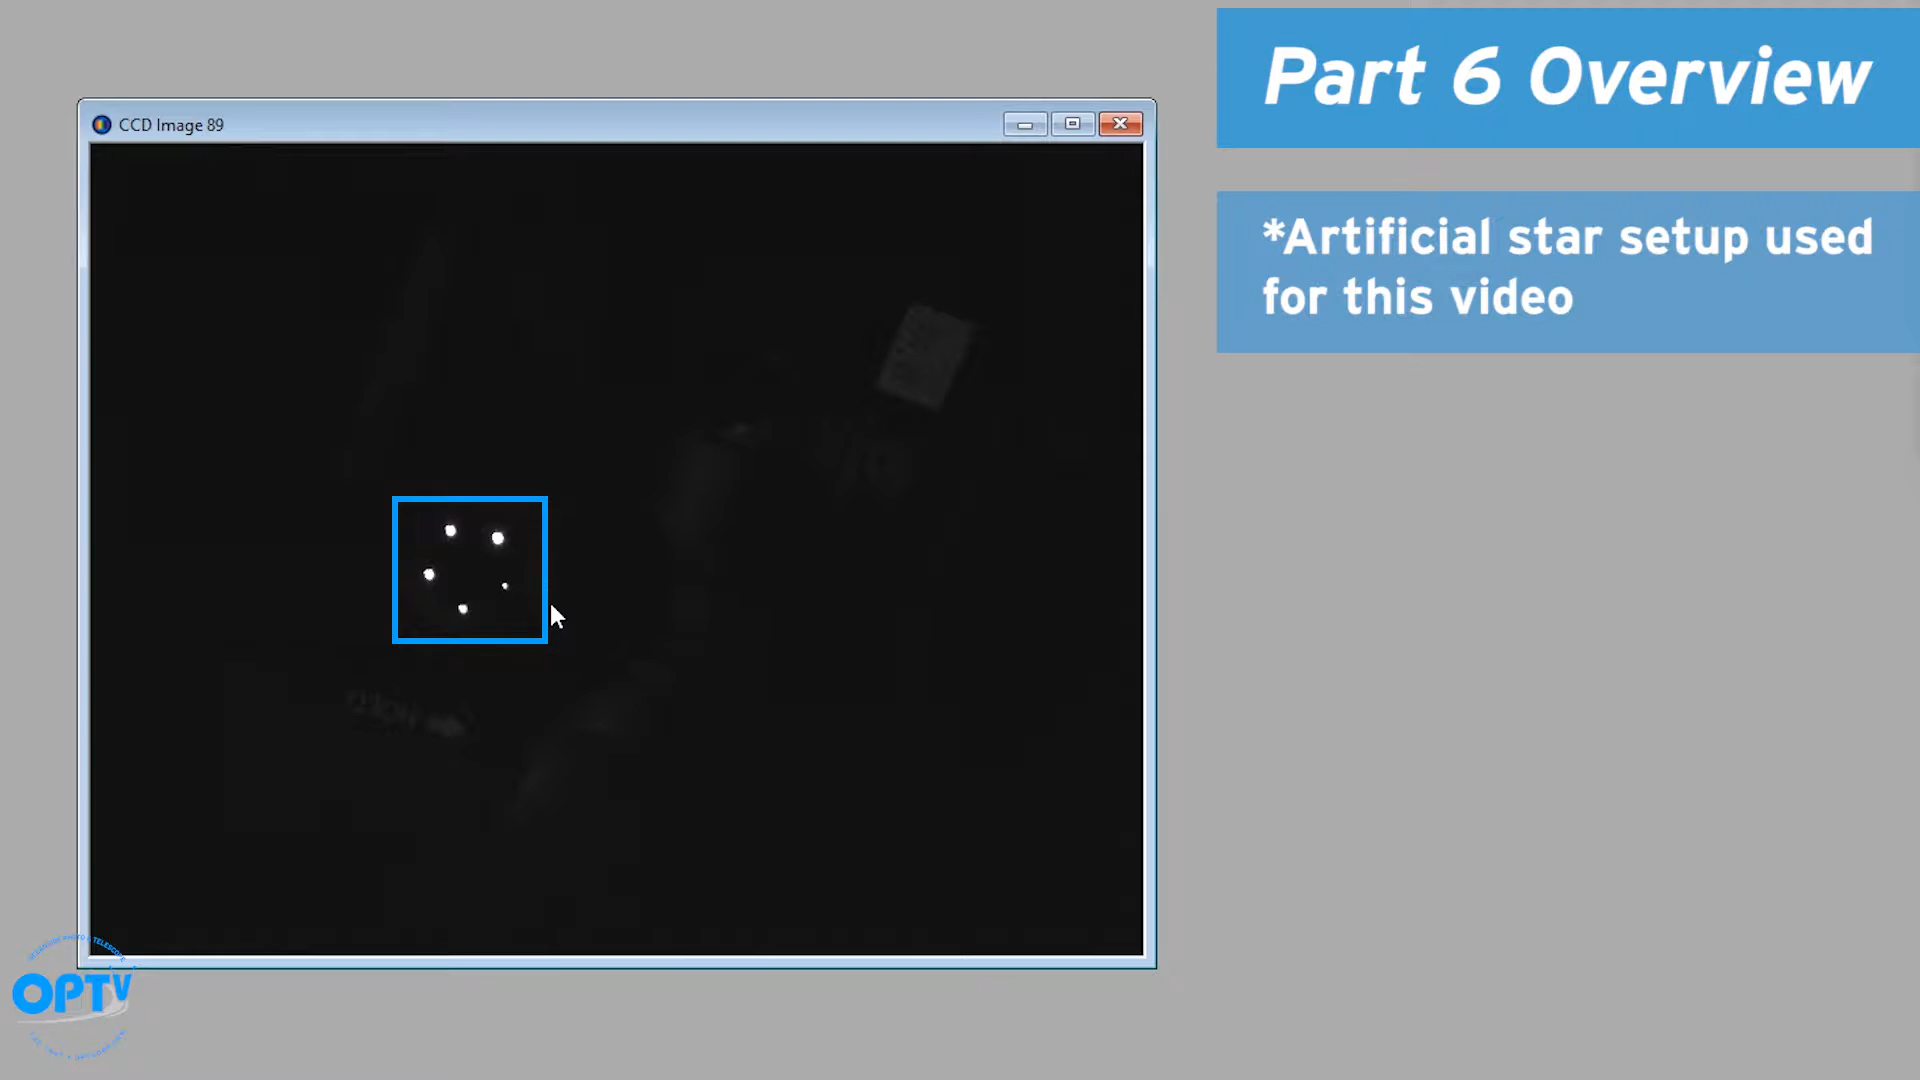 Part 6 Overview
CCD Image 89
*Artificial star setup used
for this video
OPTV